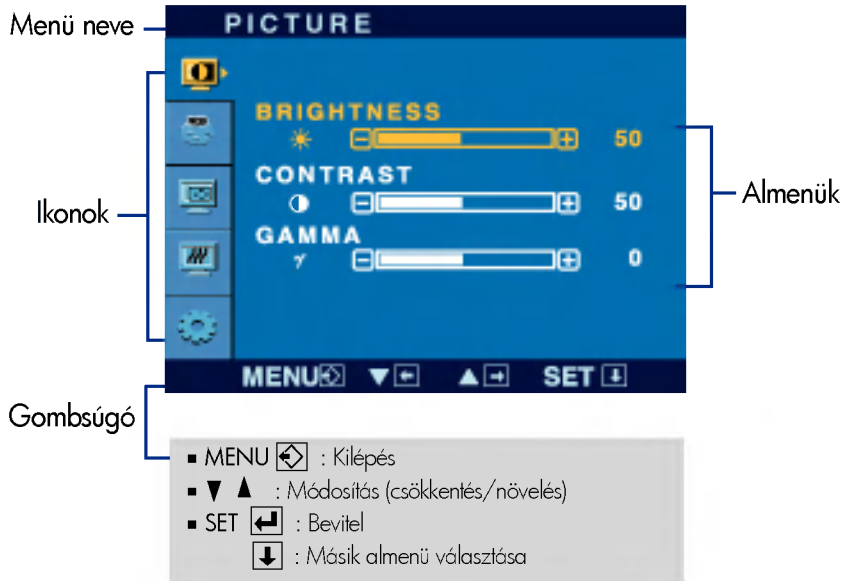 Menü neve
PICTURE
BRIGHTNESS
50
CONTRAST
50
GAMMA
0
Ikonok
Almenük
MENU ▼ ▲ SET
Gombsúgó
▪ MENU : Kilépés
▪ ▼ ▲ : Módosítás (csökkentés/növelés)
▪ SET : Bevitel
: Másik almenü választása